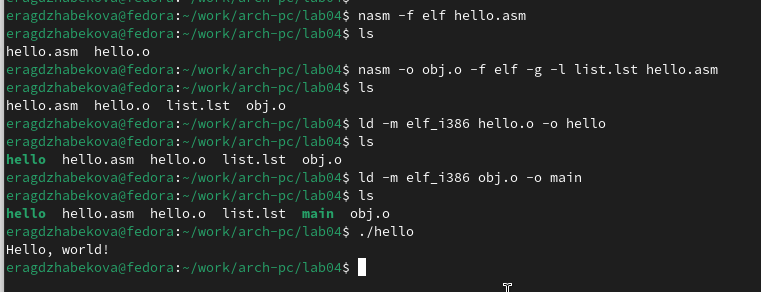 eragdzhabekova@fedora:~/work/arch-pc/lab04$ nasm -f elf hello.asm
eragdzhabekova@fedora:~/work/arch-pc/lab04$ ls
hello.asm  hello.o
eragdzhabekova@fedora:~/work/arch-pc/lab04$ nasm -o obj.o -f elf -g -l list.lst hello.asm
eragdzhabekova@fedora:~/work/arch-pc/lab04$ ls
hello.asm  hello.o  list.lst  obj.o
eragdzhabekova@fedora:~/work/arch-pc/lab04$ ld -m elf_i386 hello.o -o hello
eragdzhabekova@fedora:~/work/arch-pc/lab04$ ls
hello  hello.asm  hello.o  list.lst  obj.o
eragdzhabekova@fedora:~/work/arch-pc/lab04$ ld -m elf_i386 obj.o -o main
eragdzhabekova@fedora:~/work/arch-pc/lab04$ ls
hello  hello.asm  hello.o  list.lst  main  obj.o
eragdzhabekova@fedora:~/work/arch-pc/lab04$ ./hello
Hello, world!
eragdzhabekova@fedora:~/work/arch-pc/lab04$